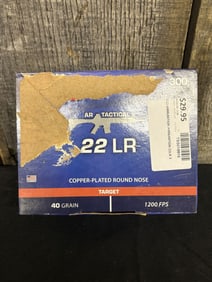 300
$29.95
AR TACTICAL
22 LR
COPPER-PLATED ROUND NOSE
TARGET
40 GRAIN
1200 FPS